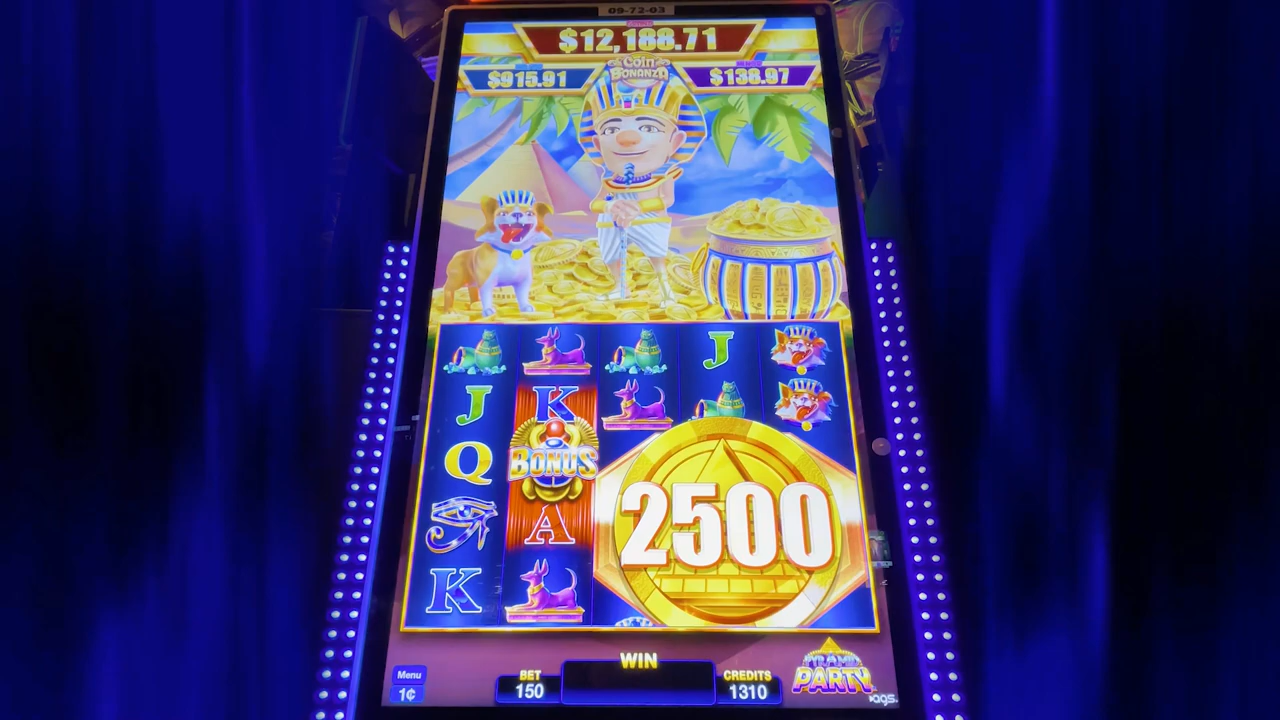 09-72-03
$12,188.71
$915.91
Coin
BONANZA
$138.97
J
J
K
BONUS
Q
2500
A
K
WIN
Menu
1¢
BET
150
CREDITS
1310
PYRAMID
PARTY
ags